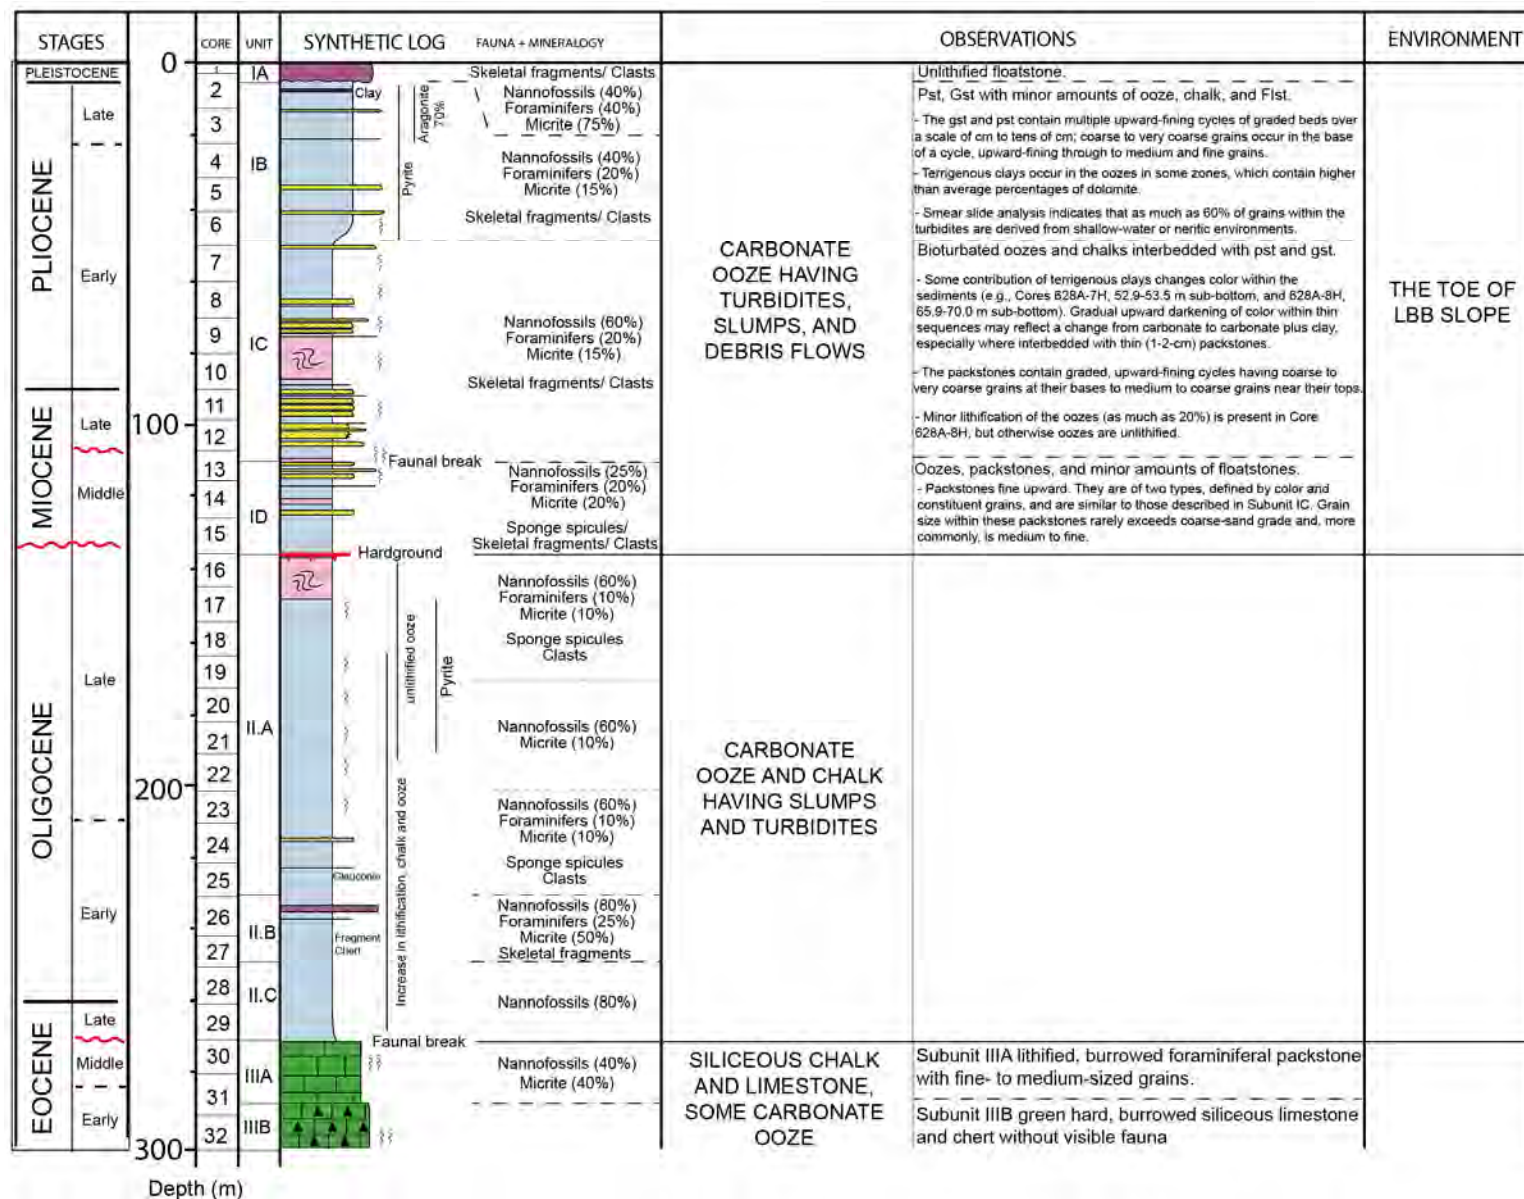 STAGES
CORE
UNIT
SYNTHETIC LOG
FAUNA + MINERALOGY
OBSERVATIONS
ENVIRONMENT
PLEISTOCENE
PLIOCENE
Late
Early
MIOCENE
Late
Middle
OLIGOCENE
Late
Early
EOCENE
Late
Middle
Early
0
100
200
300
Depth (m)
1
2
3
4
5
6
7
8
9
10
11
12
13
14
15
16
17
18
19
20
21
22
23
24
25
26
27
28
29
30
31
32
IA
IB
IC
ID
II.A
II.B
II.C
IIIA
IIIB
Clay
Aragonite
70%
Pyrite
Faunal break
Hardground
unlithified ooze
Pyrite
Increase in lithification, chalk and ooze
Glauconie
Fragment
Chert
Faunal break
Skeletal fragments/ Clasts
Nannofossils (40%)
Foraminifers (40%)
Micrite (75%)
Nannofossils (40%)
Foraminifers (20%)
Micrite (15%)
Skeletal fragments/ Clasts
Nannofossils (60%)
Foraminifers (20%)
Micrite (15%)
Skeletal fragments/ Clasts
Nannofossils (25%)
Foraminifers (20%)
Micrite (20%)
Sponge spicules/
Skeletal fragments/ Clasts
Nannofossils (60%)
Foraminifers (10%)
Micrite (10%)
Sponge spicules
Clasts
Nannofossils (60%)
Micrite (10%)
Nannofossils (60%)
Foraminifers (10%)
Micrite (10%)
Sponge spicules
Clasts
Nannofossils (80%)
Foraminifers (25%)
Micrite (50%)
Skeletal fragments
Nannofossils (80%)
Nannofossils (40%)
Micrite (40%)
CARBONATE
OOZE HAVING
TURBIDITES,
SLUMPS, AND
DEBRIS FLOWS
CARBONATE
OOZE AND CHALK
HAVING SLUMPS
AND TURBIDITES
SILICEOUS CHALK
AND LIMESTONE,
SOME CARBONATE
OOZE
Unlithified floatstone.
Pst, Gst with minor amounts of ooze, chalk, and Flst.
- The gst and pst contain multiple upward-fining cycles of graded beds over
a scale of cm to tens of cm; coarse to very coarse grains occur in the base
of a cycle, upward-fining through to medium and fine grains.
- Terrigenous clays occur in the oozes in some zones, which contain higher
than average percentages of dolomite.
- Smear slide analysis indicates that as much as 60% of grains within the
turbidites are derived from shallow-water or neritic environments.
Bioturbated oozes and chalks interbedded with pst and gst.
- Some contribution of terrigenous clays changes color within the
sediments (e.g., Cores 628A-7H, 52.9-53.5 m sub-bottom, and 628A-8H,
65.9-70.0 m sub-bottom). Gradual upward darkening of color within thin
sequences may reflect a change from carbonate to carbonate plus clay,
especially where interbedded with thin (1-2-cm) packstones.
- The packstones contain graded, upward-fining cycles having coarse to
very coarse grains at their bases to medium to coarse grains near their tops.
- Minor lithification of the oozes (as much as 20%) is present in Core
628A-8H, but otherwise oozes are unlithified.
Oozes, packstones, and minor amounts of floatstones.
- Packstones fine upward. They are of two types, defined by color and
constituent grains, and are similar to those described in Subunit IC. Grain
size within these packstones rarely exceeds coarse-sand grade and, more
commonly, is medium to fine.
Subunit IIIA lithified, burrowed foraminiferal packstone
with fine- to medium-sized grains.
Subunit IIIB green hard, burrowed siliceous limestone
and chert without visible fauna
THE TOE OF
LBB SLOPE